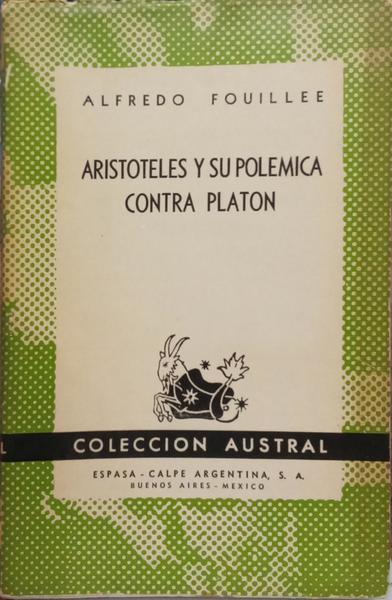 ALFREDO FOUILLEE
ARISTOTELES Y SU POLEMICA
CONTRA PLATON
L
COLECCION AUSTRAL
ESPASA - CALPE ARGENTINA, S. A.
BUENOS AIRES - MEXICO